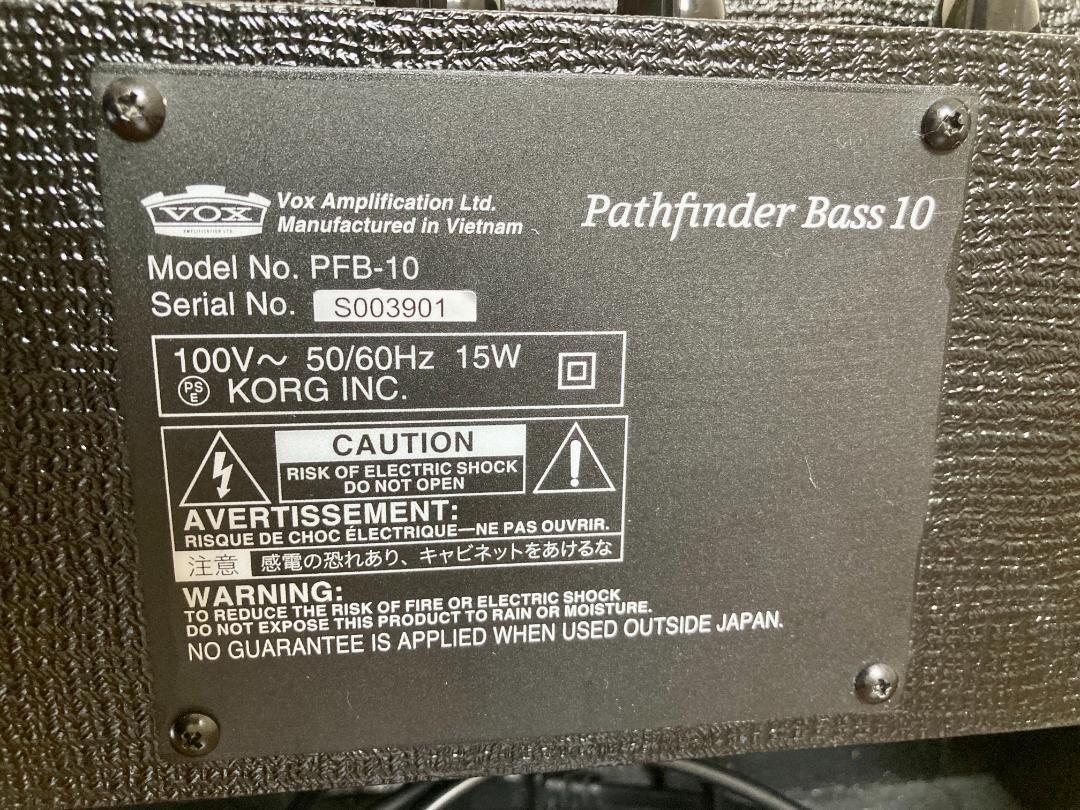 VOX
AMPLIFICATION LTD.
Vox Amplification Ltd.
Manufactured in Vietnam
Pathfinder Bass 10
Model No. PFB-10
Serial No. S003901
100V～ 50/60Hz 15W
PSE KORG INC.
CAUTION
RISK OF ELECTRIC SHOCK
DO NOT OPEN
AVERTISSEMENT:
RISQUE DE CHOC ÉLECTRIQUE—NE PAS OUVRIR.
注意 感電の恐れあり、キャビネットをあけるな
WARNING:
TO REDUCE THE RISK OF FIRE OR ELECTRIC SHOCK
DO NOT EXPOSE THIS PRODUCT TO RAIN OR MOISTURE.
NO GUARANTEE IS APPLIED WHEN USED OUTSIDE JAPAN.